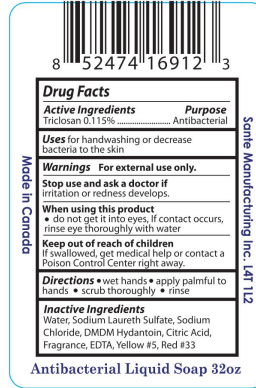 8 52474 16912 3
Drug Facts
Active Ingredients Purpose
Triclosan 0.115% ........................ Antibacterial
Uses for handwashing or decrease
bacteria to the skin
Warnings For external use only.
Stop use and ask a doctor if
irritation or redness develops.
When using this product
• do not get it into eyes, If contact occurs,
rinse eye thoroughly with water
Keep out of reach of children
If swallowed, get medical help or contact a
Poison Control Center right away.
Directions • wet hands • apply palmful to
hands • scrub thoroughly • rinse
Inactive Ingredients
Water, Sodium Laureth Sulfate, Sodium
Chloride, DMDM Hydantoin, Citric Acid,
Fragrance, EDTA, Yellow #5, Red #33
Made in Canada
Sante Manufacturing Inc. L4T 1L2
Antibacterial Liquid Soap 32oz